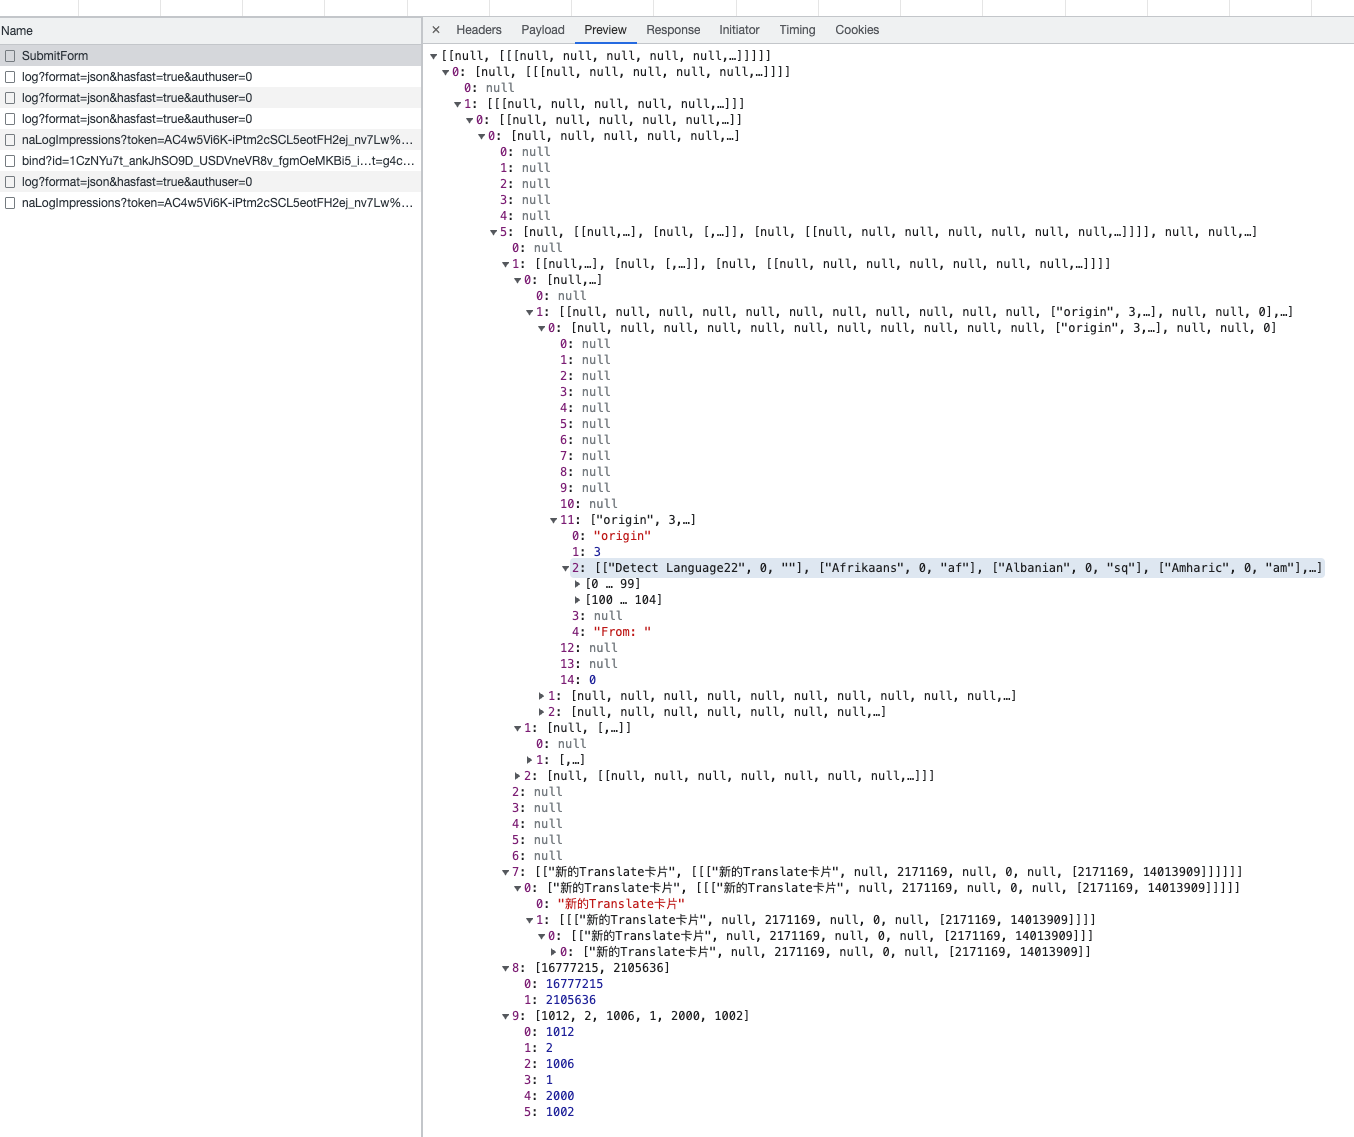 Name
SubmitForm
log?format=json&hasfast=true&authuser=0
log?format=json&hasfast=true&authuser=0
log?format=json&hasfast=true&authuser=0
naLogImpressions?token=AC4w5Vi6K-iPtm2cSCL5eotFH2ej_nv7Lw%…
bind?id=1CzNYu7t_ankJhSO9D_USDVneVR8v_fgmOeMKBi5_i…t=g4c…
log?format=json&hasfast=true&authuser=0
naLogImpressions?token=AC4w5Vi6K-iPtm2cSCL5eotFH2ej_nv7Lw%…
× Headers Payload Preview Response Initiator Timing Cookies
[[null, [[[null, null, null, null, null,…]]]]]
0: [null, [[[null, null, null, null, null,…]]]]
0: null
1: [[[null, null, null, null, null,…]]]
0: [[null, null, null, null, null,…]]
0: [null, null, null, null, null,…]
0: null
1: null
2: null
3: null
4: null
5: [null, [[null,…], [null, [,…]], [null, [[null, null, null, null, null, null, null,…]]]], null, null,…]
0: null
1: [[null,…], [null, [,…]], [null, [[null, null, null, null, null, null, null,…]]]]
0: [null,…]
0: null
1: [[null, null, null, null, null, null, null, null, null, null, null, ["origin", 3,…], null, null, 0],…]
0: [null, null, null, null, null, null, null, null, null, null, null, ["origin", 3,…], null, null, 0]
0: null
1: null
2: null
3: null
4: null
5: null
6: null
7: null
8: null
9: null
10: null
11: ["origin", 3,…]
0: "origin"
1: 3
2: [["Detect Language22", 0, ""], ["Afrikaans", 0, "af"], ["Albanian", 0, "sq"], ["Amharic", 0, "am"],…]
[0 … 99]
[100 … 104]
3: null
4: "From: "
12: null
13: null
14: 0
1: [null, null, null, null, null, null, null, null, null, null,…]
2: [null, null, null, null, null, null, null,…]
1: [null, [,…]]
0: null
1: [,…]
2: [null, [[null, null, null, null, null, null, null,…]]]
2: null
3: null
4: null
5: null
6: null
7: [["新的Translate卡片", [[["新的Translate卡片", null, 2171169, null, 0, null, [2171169, 14013909]]]]]]
0: ["新的Translate卡片", [[["新的Translate卡片", null, 2171169, null, 0, null, [2171169, 14013909]]]]]
0: "新的Translate卡片"
1: [[["新的Translate卡片", null, 2171169, null, 0, null, [2171169, 14013909]]]]
0: [["新的Translate卡片", null, 2171169, null, 0, null, [2171169, 14013909]]]
0: ["新的Translate卡片", null, 2171169, null, 0, null, [2171169, 14013909]]
8: [16777215, 2105636]
0: 16777215
1: 2105636
9: [1012, 2, 1006, 1, 2000, 1002]
0: 1012
1: 2
2: 1006
3: 1
4: 2000
5: 1002